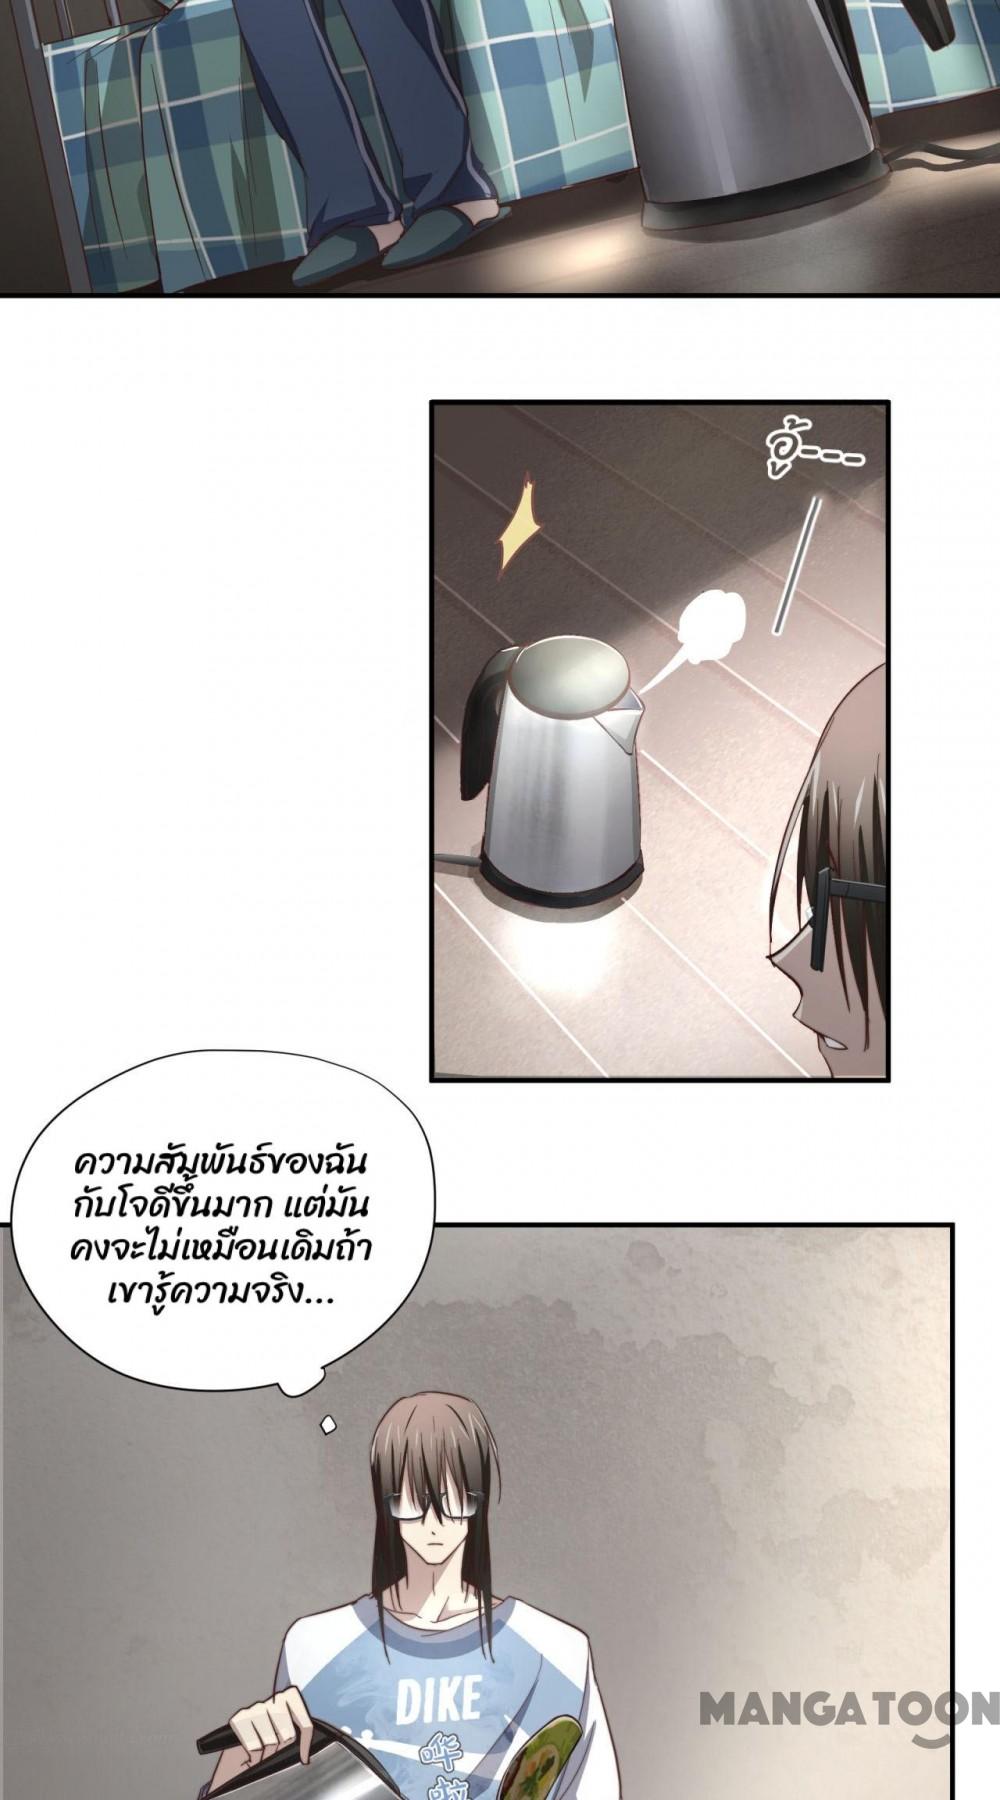 อู้----
ความสัมพันธ์ของฉัน
กับโจดีขึ้นมาก แต่มัน
คงจะไม่เหมือนเดิมถ้า
เขารู้ความจริง...
DIKE
哗
啦
MANGATOON